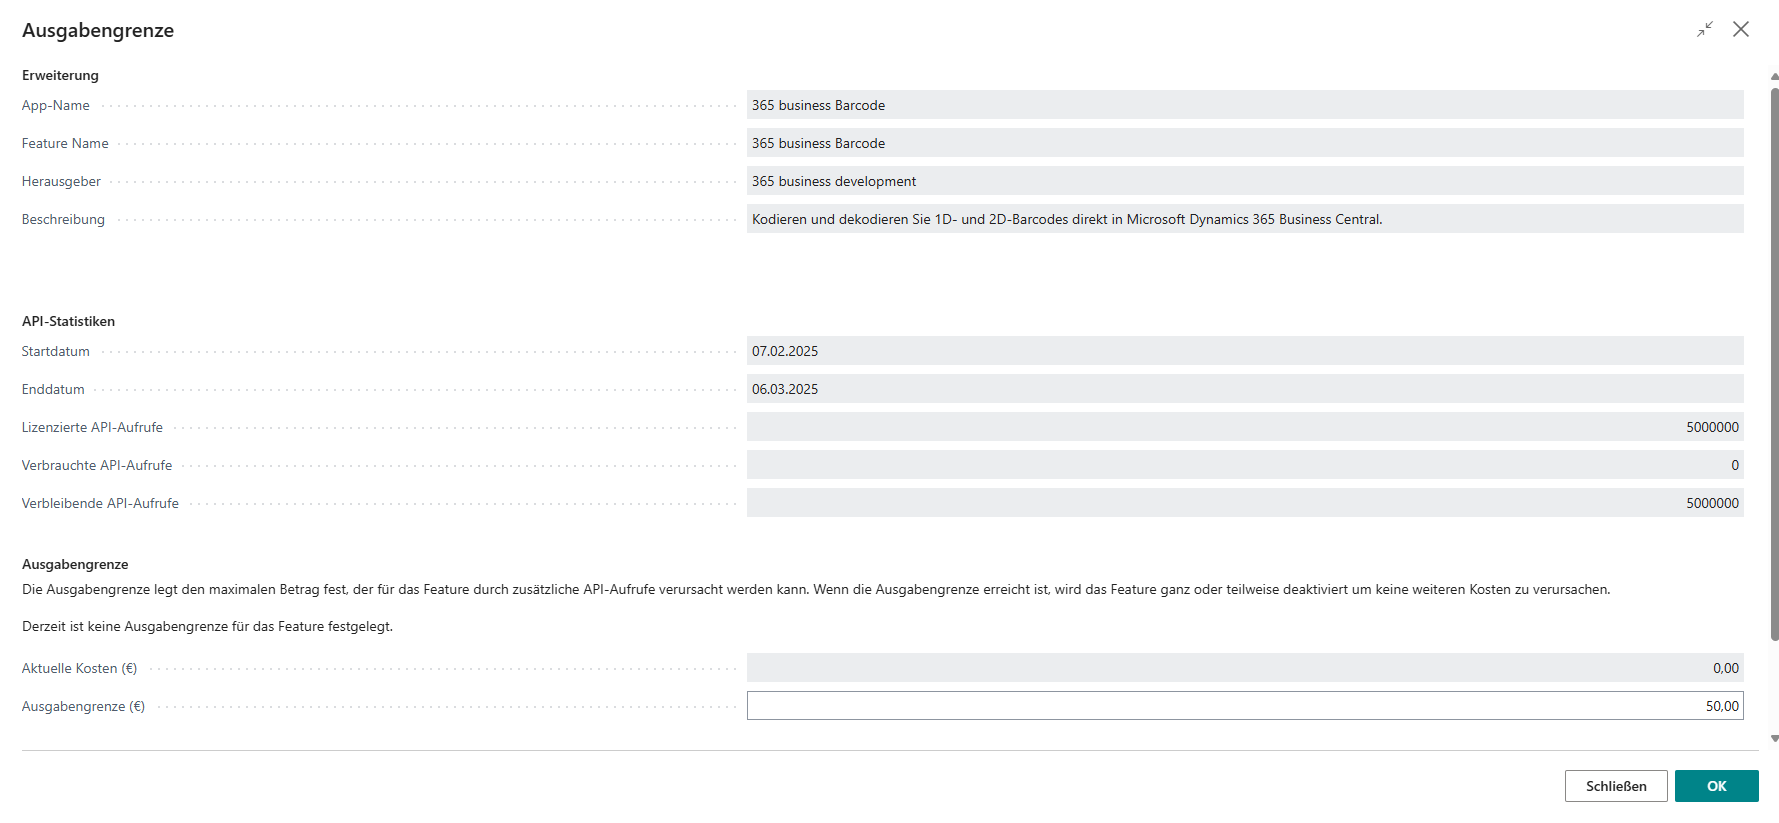 Ausgabengrenze
Erweiterung
App-Name 365 business Barcode
Feature Name 365 business Barcode
Herausgeber 365 business development
Beschreibung Kodieren und dekodieren Sie 1D- und 2D-Barcodes direkt in Microsoft Dynamics 365 Business Central.
API-Statistiken
Startdatum 07.02.2025
Enddatum 06.03.2025
Lizenzierte API-Aufrufe 5000000
Verbrauchte API-Aufrufe 0
Verbleibende API-Aufrufe 5000000
Ausgabengrenze
Die Ausgabengrenze legt den maximalen Betrag fest, der für das Feature durch zusätzliche API-Aufrufe verursacht werden kann. Wenn die Ausgabengrenze erreicht ist, wird das Feature ganz oder teilweise deaktiviert um keine weiteren Kosten zu verursachen.
Derzeit ist keine Ausgabengrenze für das Feature festgelegt.
Aktuelle Kosten (€) 0,00
Ausgabengrenze (€) 50,00
Schließen OK